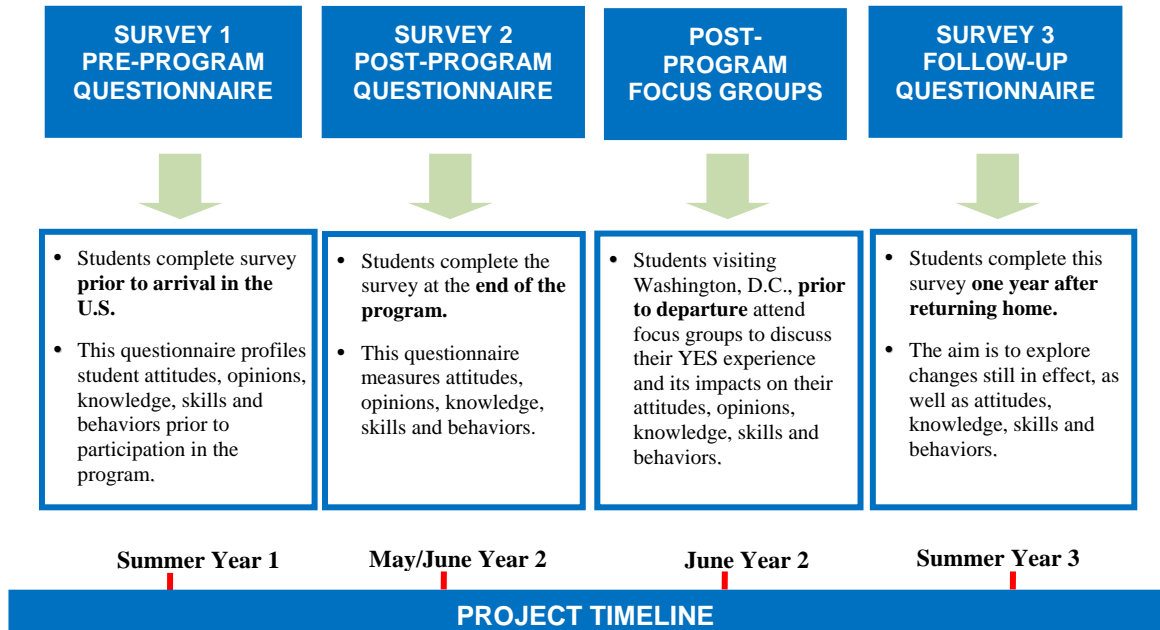 SURVEY 1
PRE-PROGRAM
QUESTIONNAIRE
SURVEY 2
POST-PROGRAM
QUESTIONNAIRE
POST-
PROGRAM
FOCUS GROUPS
SURVEY 3
FOLLOW-UP
QUESTIONNAIRE
• Students complete survey
prior to arrival in the
U.S.
• This questionnaire profiles
student attitudes, opinions,
knowledge, skills and
behaviors prior to
participation in the
program.
• Students complete the
survey at the end of the
program.
• This questionnaire
measures attitudes,
opinions, knowledge,
skills and behaviors.
• Students visiting
Washington, D.C., prior
to departure attend
focus groups to discuss
their YES experience
and its impacts on their
attitudes, opinions,
knowledge, skills and
behaviors.
• Students complete this
survey one year after
returning home.
• The aim is to explore
changes still in effect, as
well as attitudes,
knowledge, skills and
behaviors.
Summer Year 1
May/June Year 2
June Year 2
Summer Year 3
PROJECT TIMELINE